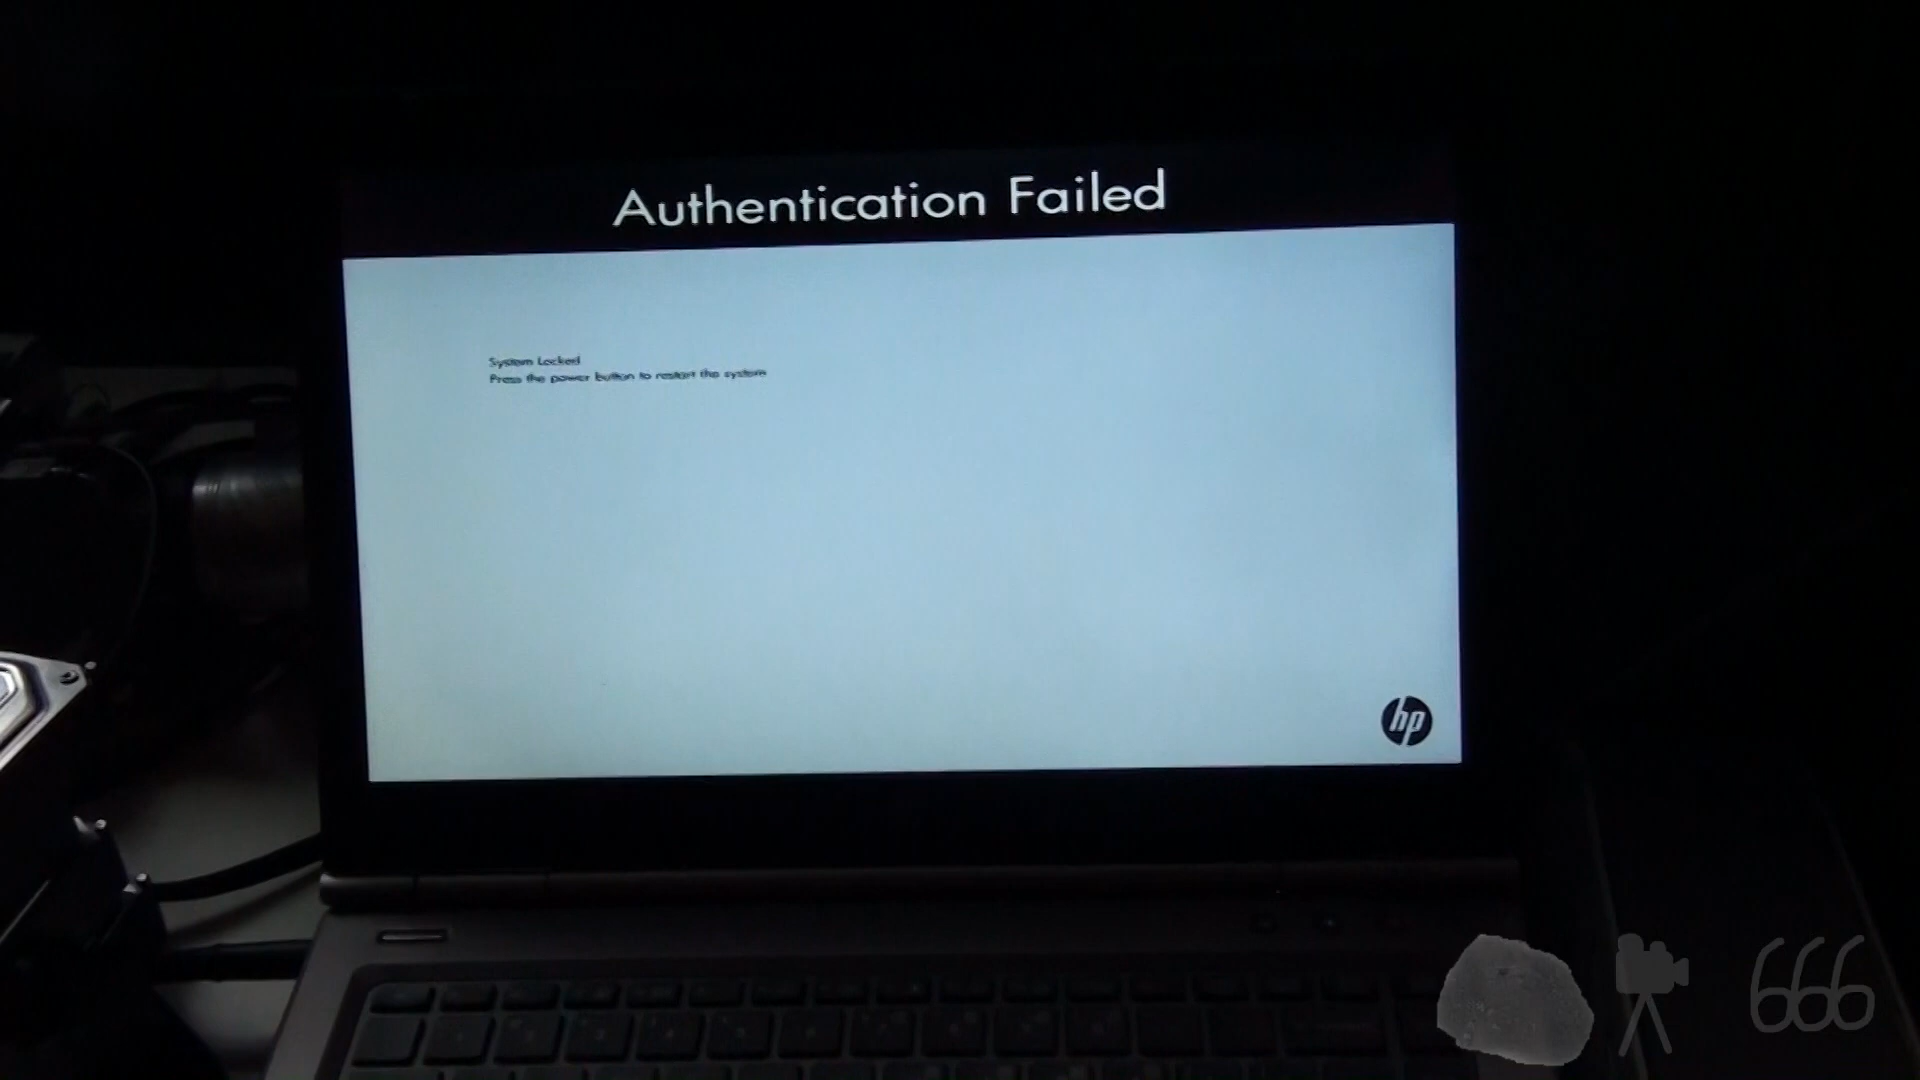 Authentication Failed
System Locked
Press the power button to restart the system
hp
666